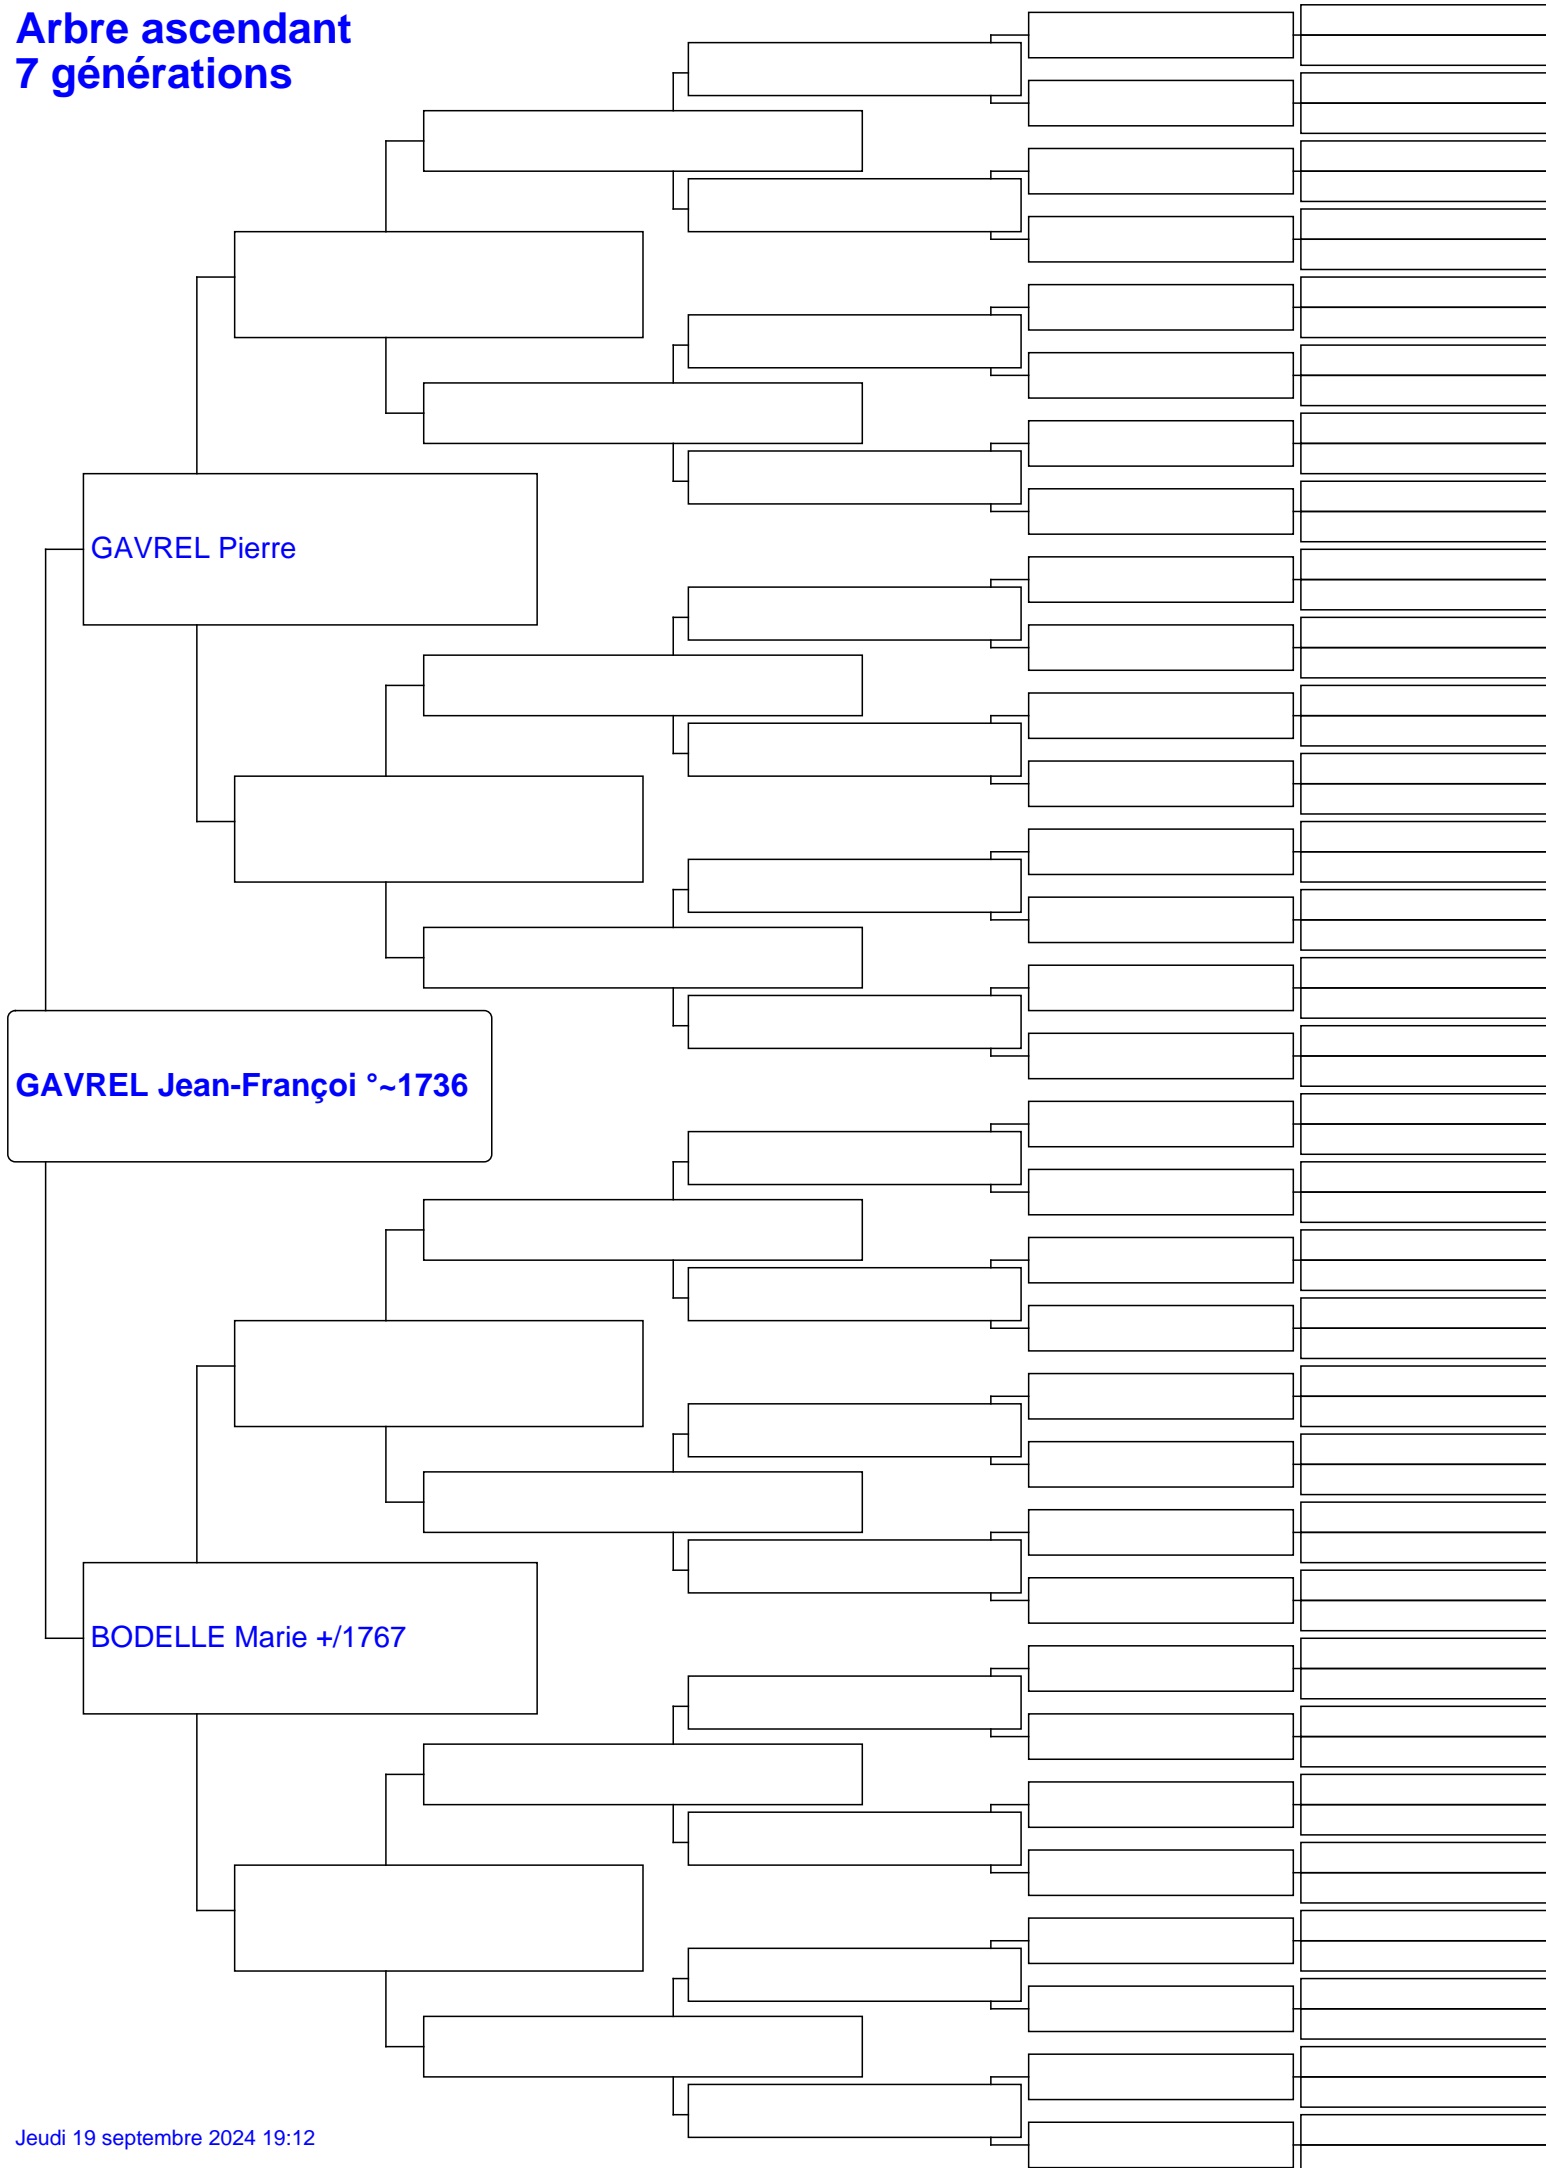 Arbre ascendant
7 générations
GAVREL Pierre
GAVREL Jean-Françoi °~1736
BODELLE Marie +/1767
Jeudi 19 septembre 2024 19:12